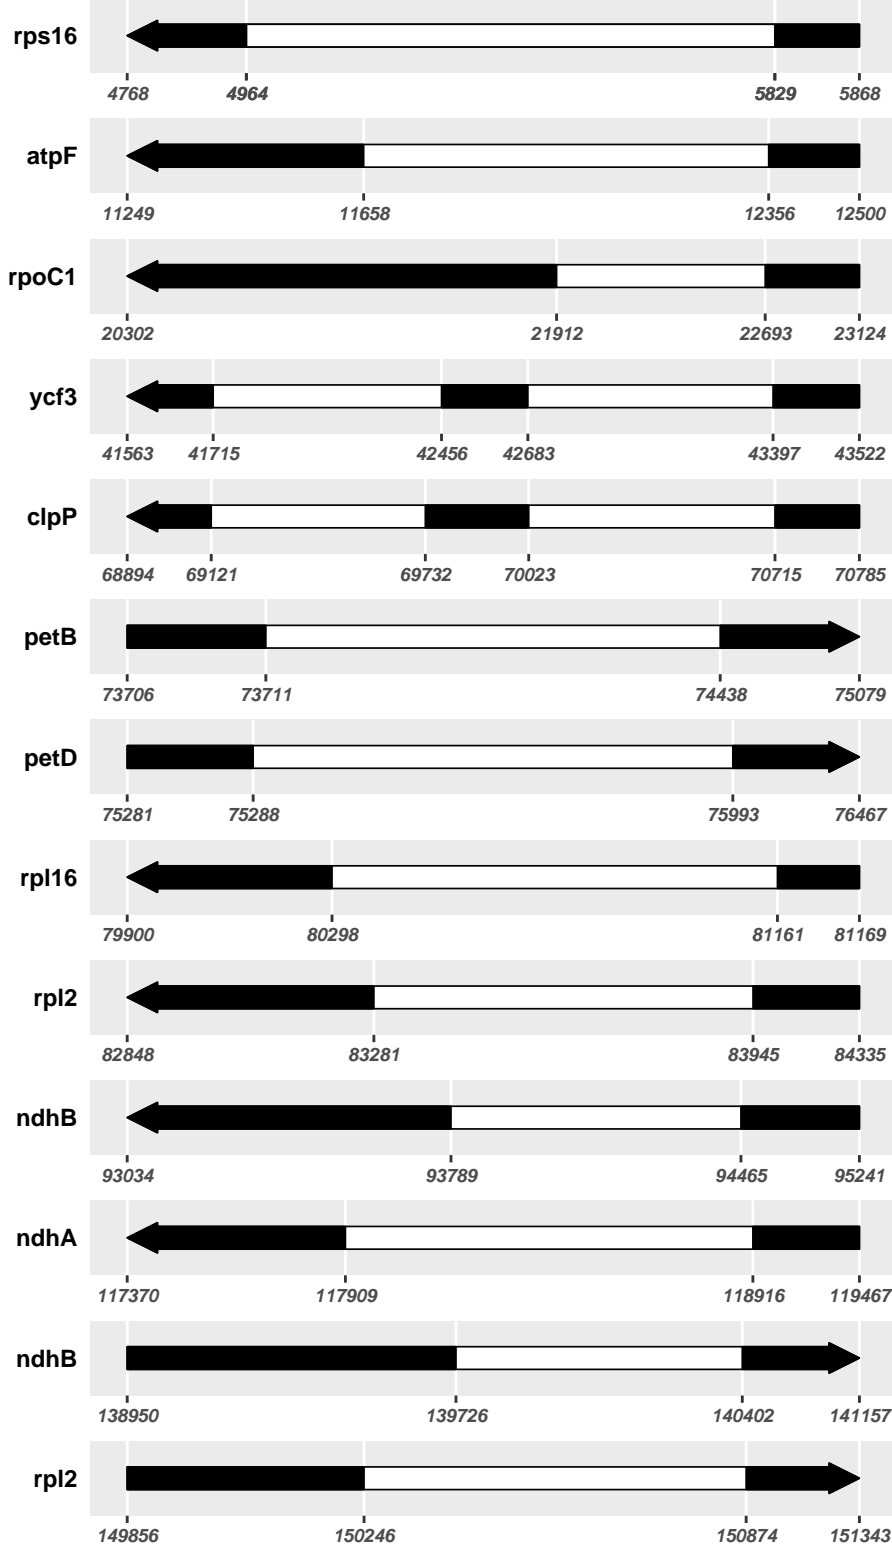 rps16
4768 4964 5829 5868
atpF
11249 11658 12356 12500
rpoC1
20302 21912 22693 23124
ycf3
41563 41715 42456 42683 43397 43522
clpP
68894 69121 69732 70023 70715 70785
petB
73706 73711 74438 75079
petD
75281 75288 75993 76467
rpl16
79900 80298 81161 81169
rpl2
82848 83281 83945 84335
ndhB
93034 93789 94465 95241
ndhA
117370 117909 118916 119467
ndhB
138950 139726 140402 141157
rpl2
149856 150246 150874 151343